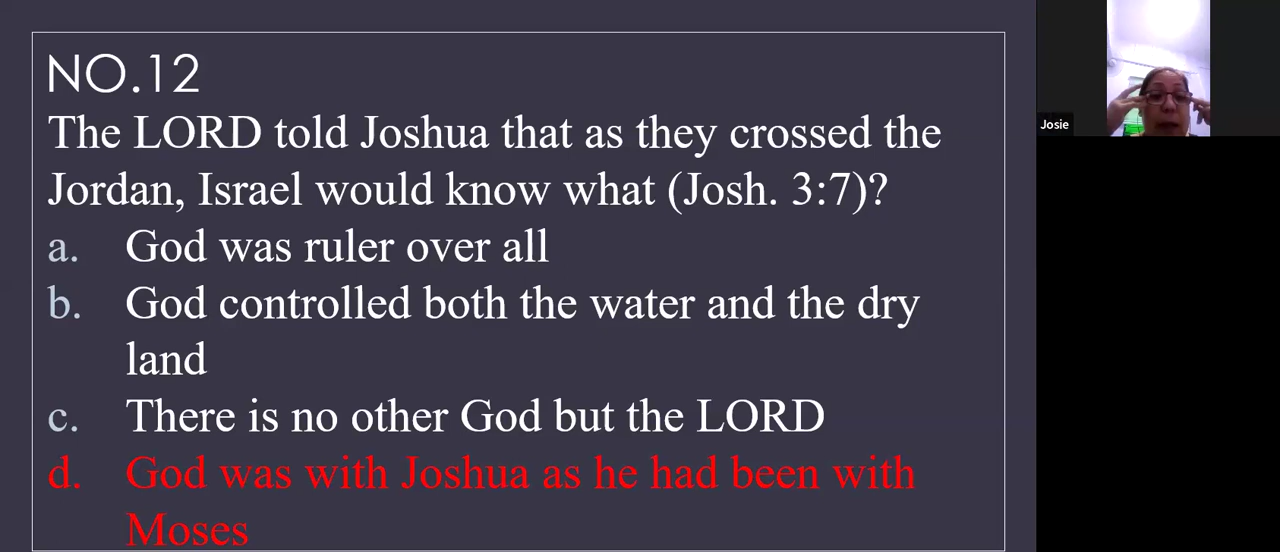 NO.12
The LORD told Joshua that as they crossed the
Jordan, Israel would know what (Josh. 3:7)?
a. God was ruler over all
b. God controlled both the water and the dry
land
c. There is no other God but the LORD
d. God was with Joshua as he had been with
Moses
Josie